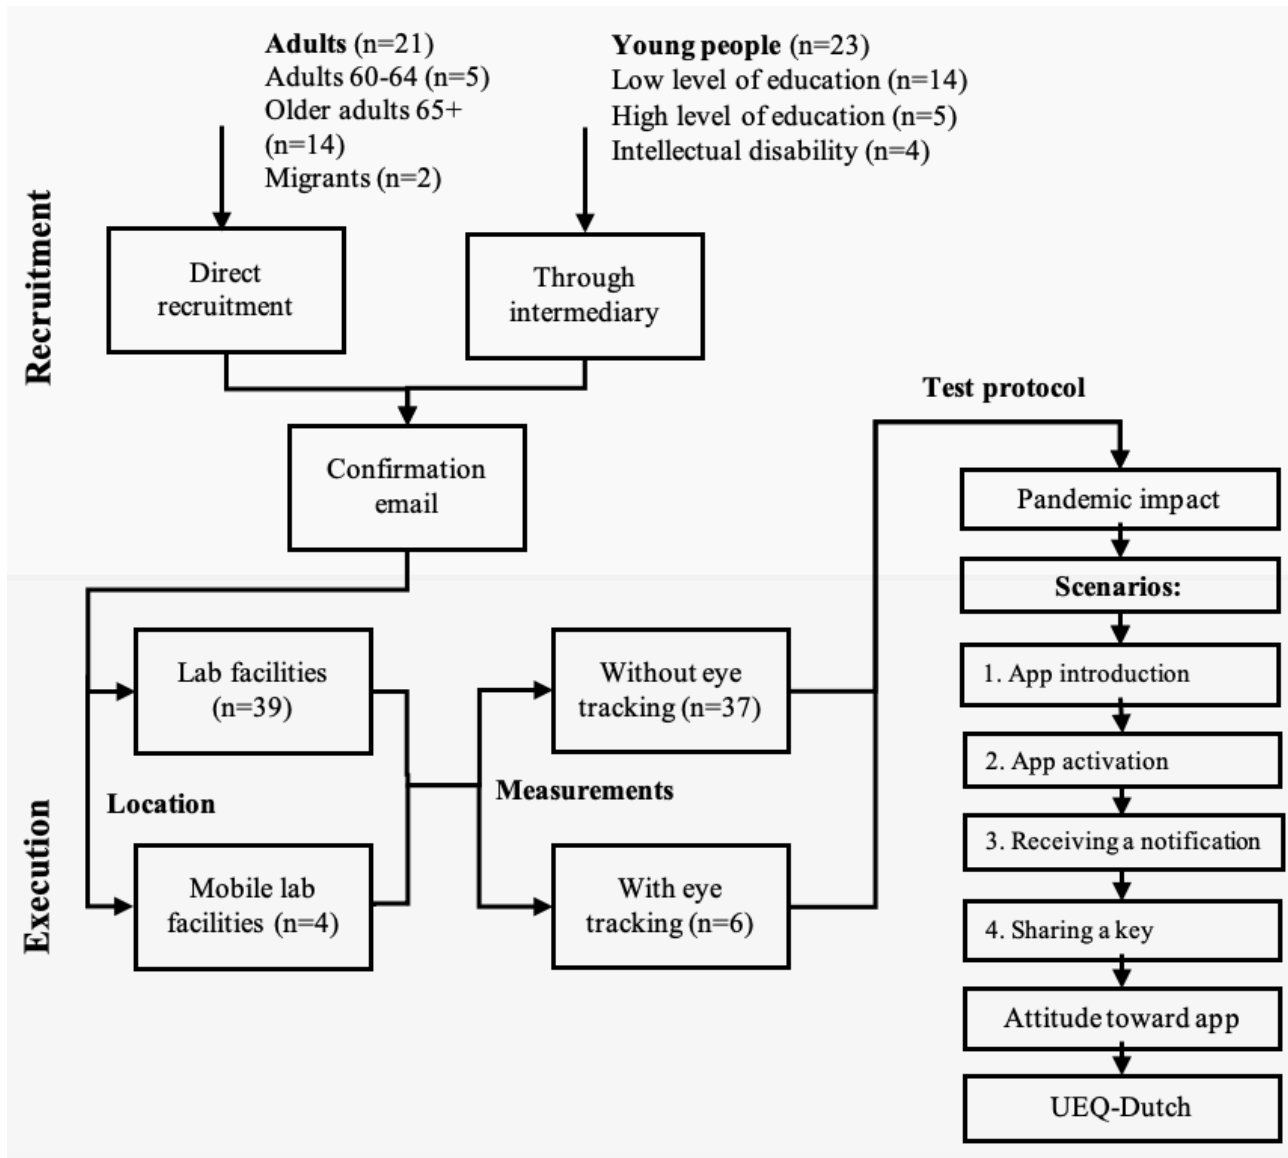 Adults (n=21)
Adults 60-64 (n=5)
Older adults 65+
(n=14)
Migrants (n=2)
Young people (n=23)
Low level of education (n=14)
High level of education (n=5)
Intellectual disability (n=4)
Recruitment
Direct
recruitment
Through
intermediary
Confirmation
email
Execution
Lab facilities
(n=39)
Location
Mobile lab
facilities (n=4)
Without eye
tracking (n=37)
Measurements
With eye
tracking (n=6)
Test protocol
Pandemic impact
Scenarios:
1. App introduction
2. App activation
3. Receiving a notification
4. Sharing a key
Attitude toward app
UEQ-Dutch